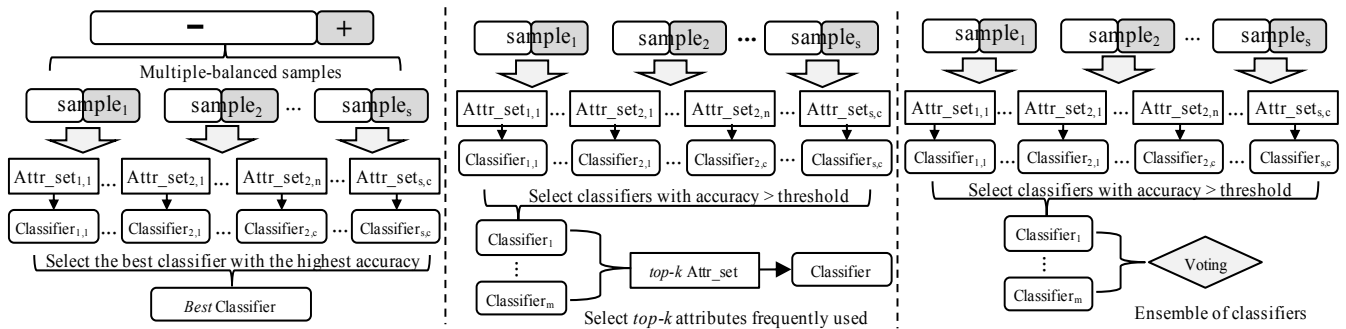 − +
Multiple-balanced samples
sample1 sample2 ... samples
Attr_set1,1 ... Attr_set2,1 ... Attr_set2,n ... Attr_sets,c
Classifier1,1 ... Classifier2,1 ... Classifier2,c ... Classifiers,c
Select the best classifier with the highest accuracy
Best Classifier
sample1 sample2 ... samples
Attr_set1,1 ... Attr_set2,1 ... Attr_set2,n ... Attr_sets,c
Classifier1,1 ... Classifier2,1 ... Classifier2,c ... Classifiers,c
Select classifiers with accuracy > threshold
Classifier1
⋮
Classifierm
top-k Attr_set
Classifier
Select top-k attributes frequently used
sample1 sample2 ... samples
Attr_set1,1 ... Attr_set2,1 ... Attr_set2,n ... Attr_sets,c
Classifier1,1 ... Classifier2,1 ... Classifier2,c ... Classifiers,c
Select classifiers with accuracy > threshold
Classifier1
⋮
Classifierm
Voting
Ensemble of classifiers